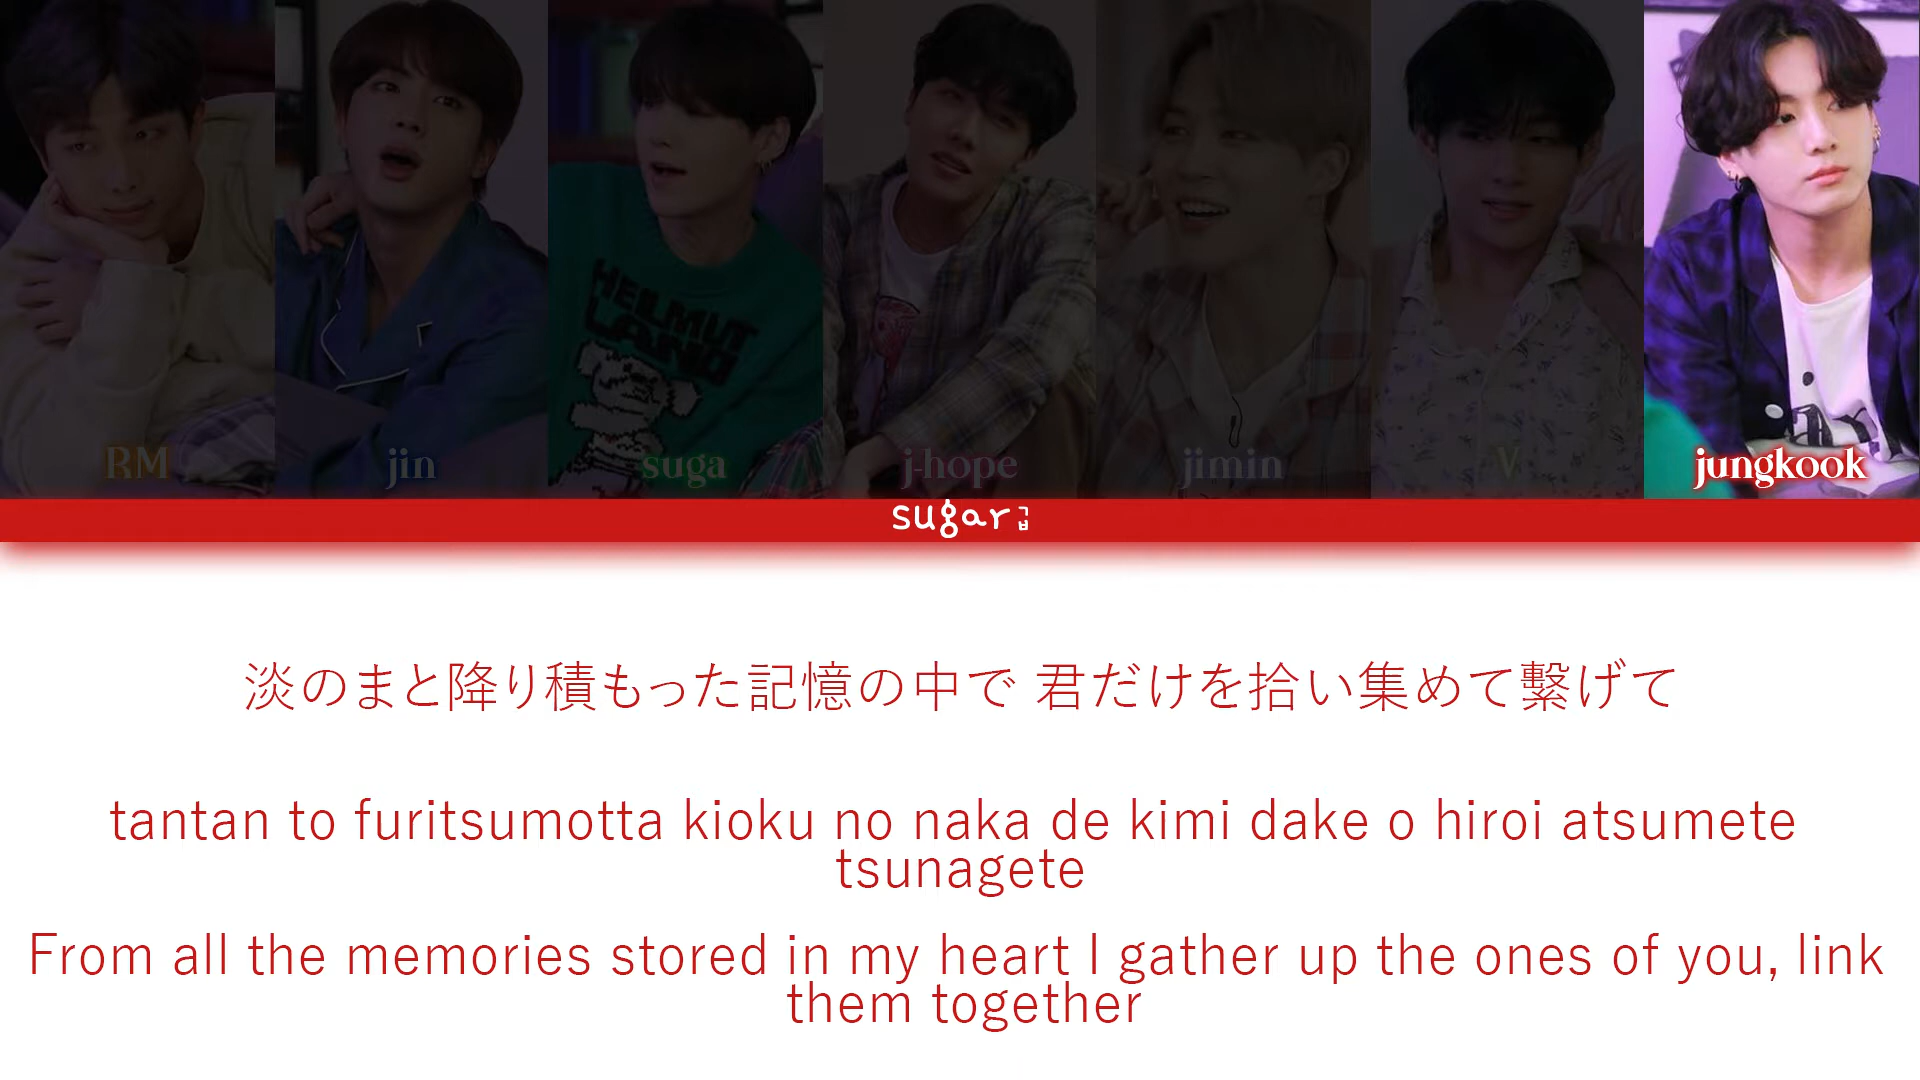 HELMUT
LANG
RM
jin
suga
j-hope
jimin
V
jungkook
sugar
淡のまと降り積もった記憶の中で 君だけを拾い集めて繋げて
tantan to furitsumotta kioku no naka de kimi dake o hiroi atsumete
tsunagete
From all the memories stored in my heart I gather up the ones of you, link
them together